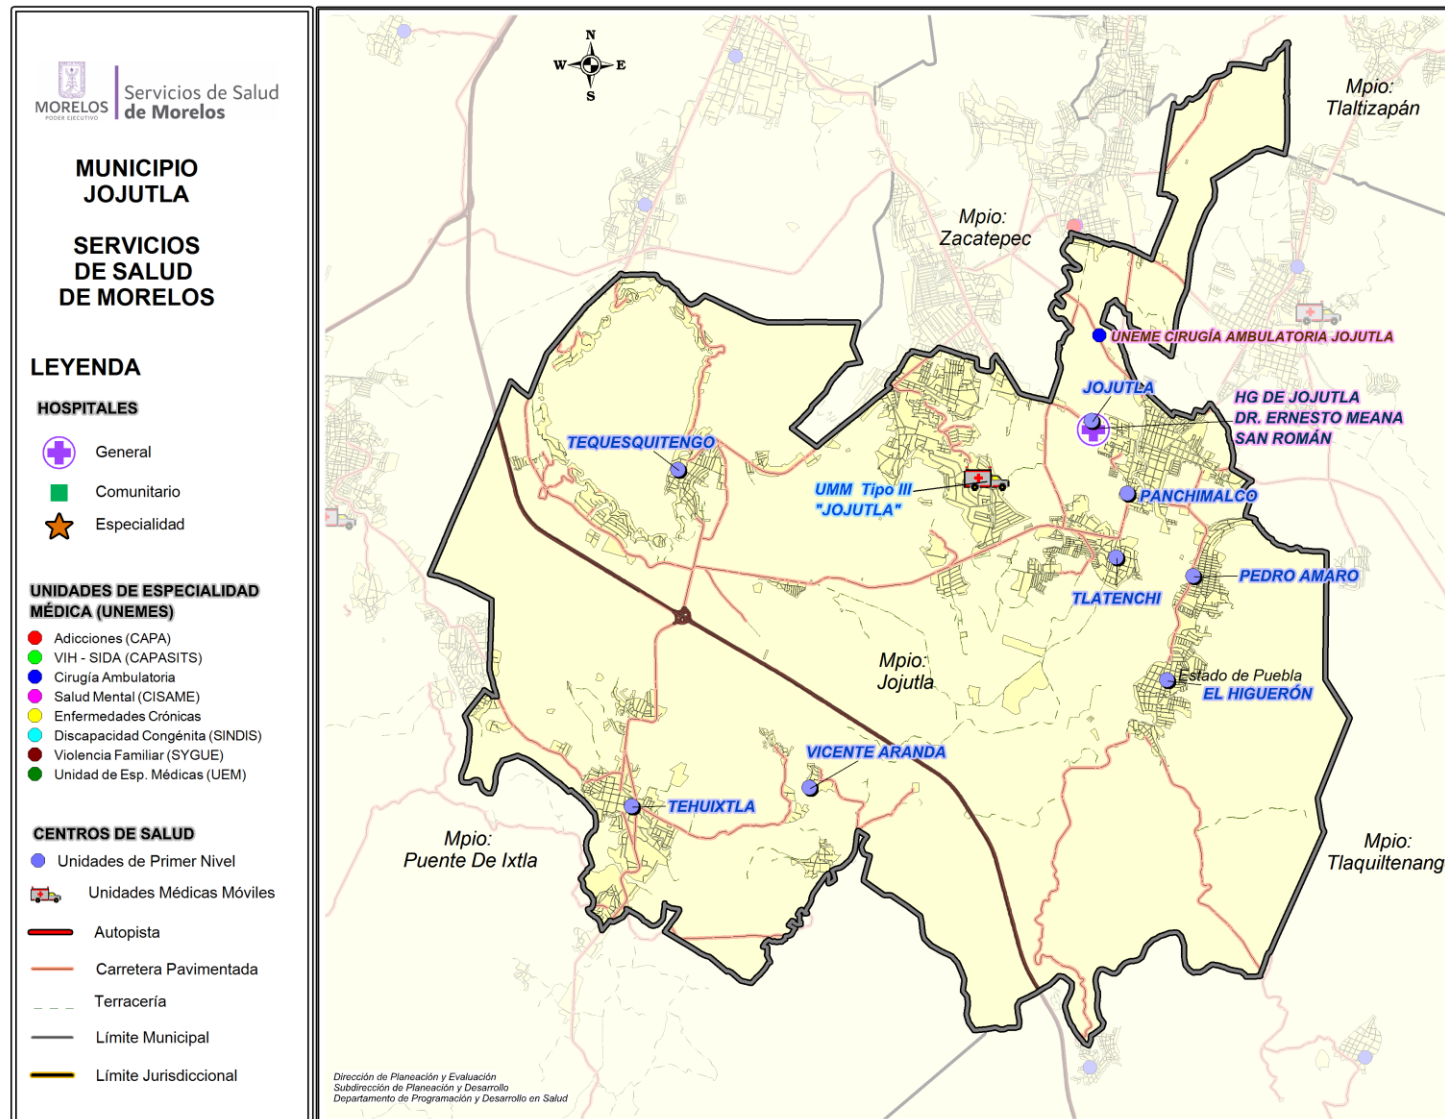 MORELOS
PODER EJECUTIVO
Servicios de Salud
de Morelos
MUNICIPIO
JOJUTLA
SERVICIOS
DE SALUD
DE MORELOS
LEYENDA
HOSPITALES
General
Comunitario
Especialidad
UNIDADES DE ESPECIALIDAD
MÉDICA (UNEMES)
Adicciones (CAPA)
VIH - SIDA (CAPASITS)
Cirugía Ambulatoria
Salud Mental (CISAME)
Enfermedades Crónicas
Discapacidad Congénita (SINDIS)
Violencia Familiar (SYGUE)
Unidad de Esp. Médicas (UEM)
CENTROS DE SALUD
Unidades de Primer Nivel
Unidades Médicas Móviles
Autopista
Carretera Pavimentada
Terracería
Límite Municipal
Límite Jurisdiccional
N
W E
S
Mpio:
Tlaltizapán
Mpio:
Zacatepec
UNEME CIRUGÍA AMBULATORIA JOJUTLA
JOJUTLA
HG DE JOJUTLA
DR. ERNESTO MEANA
SAN ROMÁN
TEQUESQUITENGO
UMM Tipo III
"JOJUTLA"
PANCHIMALCO
PEDRO AMARO
TLATENCHI
Mpio:
Jojutla
Estado de Puebla
EL HIGUERÓN
VICENTE ARANDA
TEHUIXTLA
Mpio:
Puente De Ixtla
Mpio:
Tlaquiltenang
Dirección de Planeación y Evaluación
Subdirección de Planeación y Desarrollo
Departamento de Programación y Desarrollo en Salud